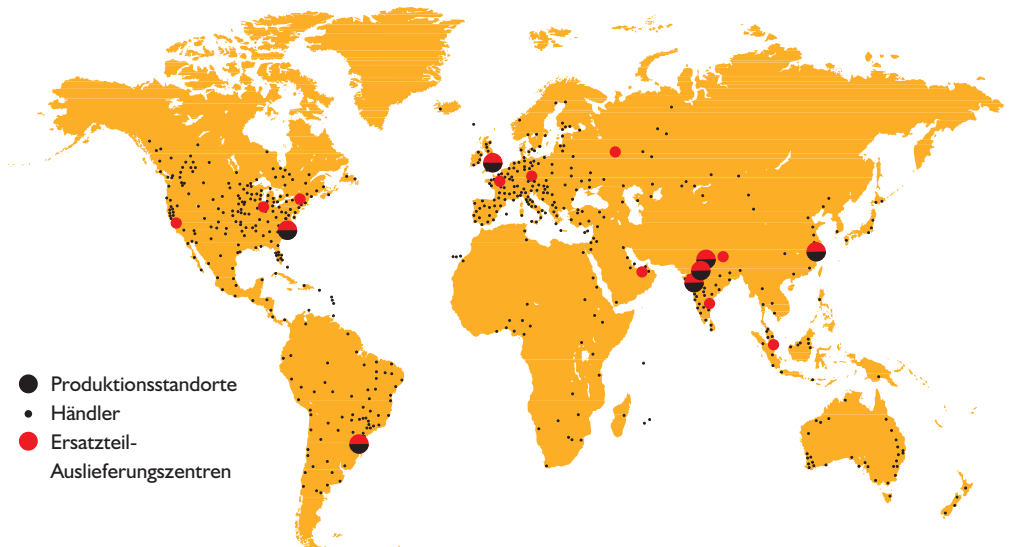 Produktionsstandorte
Händler
Ersatzteil-
Auslieferungszentren